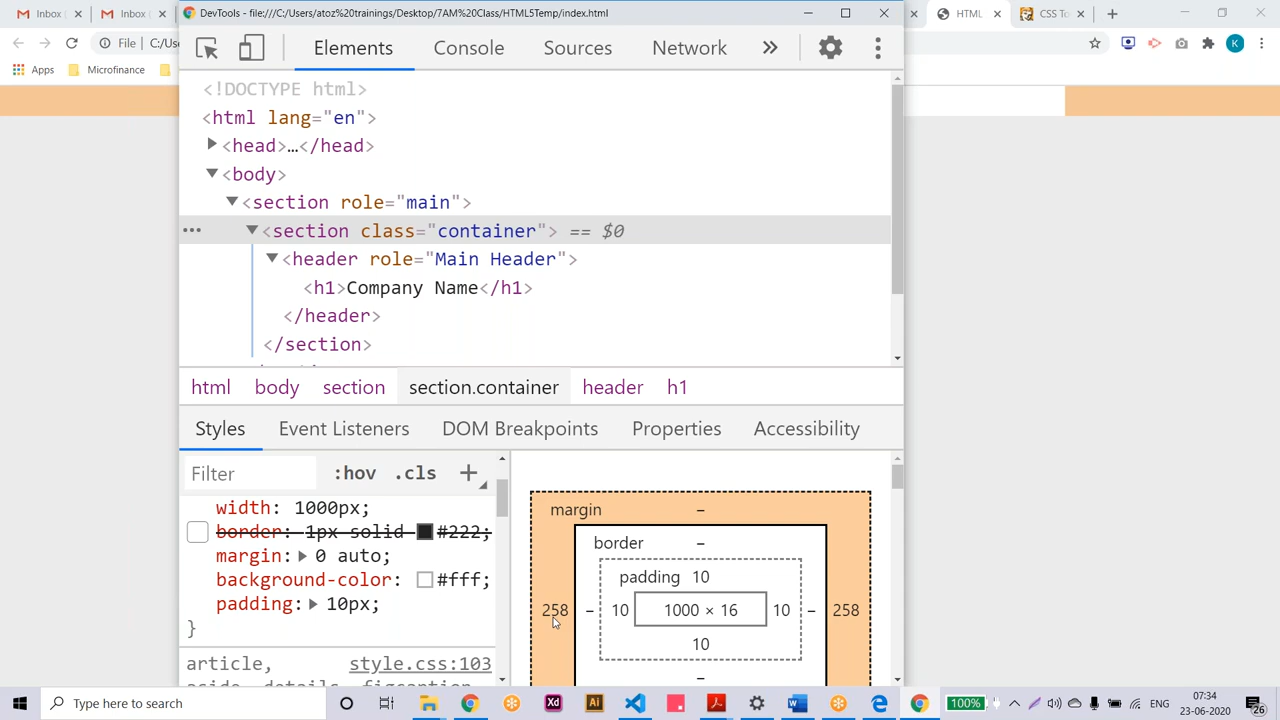 Inbox
Inbox
DevTools - file:///C:/Users/atoz%20trainings/Desktop/7AM%20Class/HTML5Temp/index.html
HTML
CSS To
File
C:/Us
K
Apps
Microfinance
Elements
Console
Sources
Network
<!DOCTYPE html>
<html lang="en">
<head>…</head>
<body>
<section role="main">
<section class="container"> == $0
<header role="Main Header">
<h1>Company Name</h1>
</header>
</section>
html
body
section
section.container
header
h1
Styles
Event Listeners
DOM Breakpoints
Properties
Accessibility
Filter
:hov
.cls
width: 1000px;
border: 1px solid #222;
margin: 0 auto;
background-color: #fff;
padding: 10px;
}
article,
style.css:103
margin
–
border
–
padding 10
258
–
10
1000 × 16
10
–
258
10
–
Type here to search
Xd
Ai
100%
ENG
07:34
23-06-2020
26